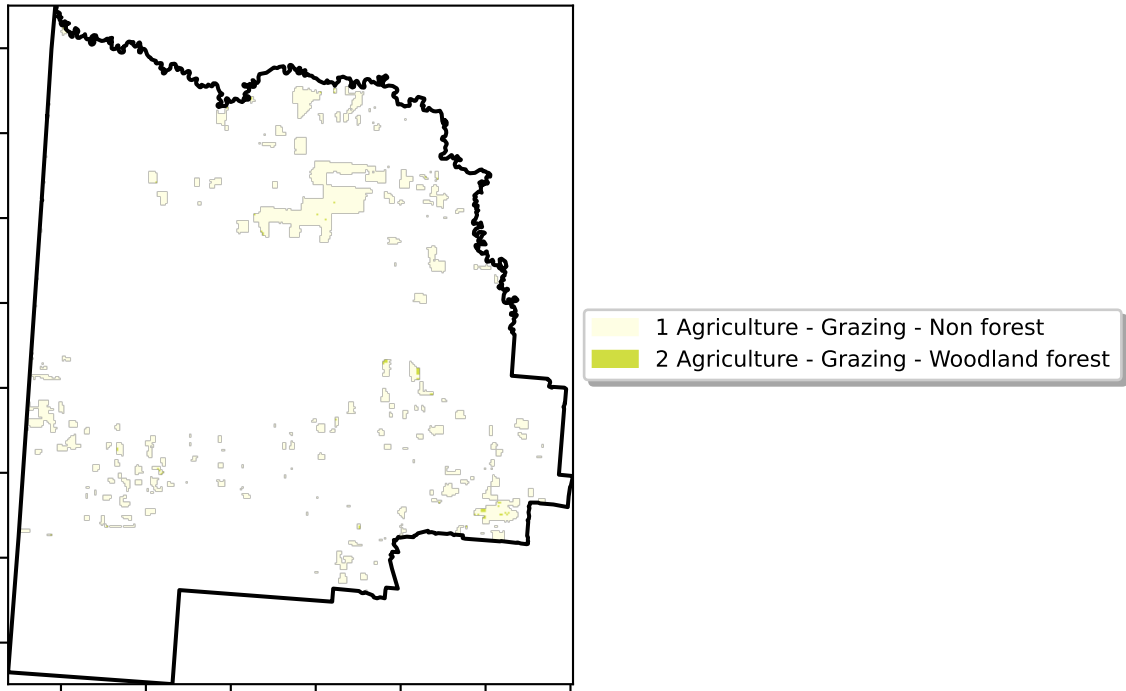 1 Agriculture - Grazing - Non forest
2 Agriculture - Grazing - Woodland forest